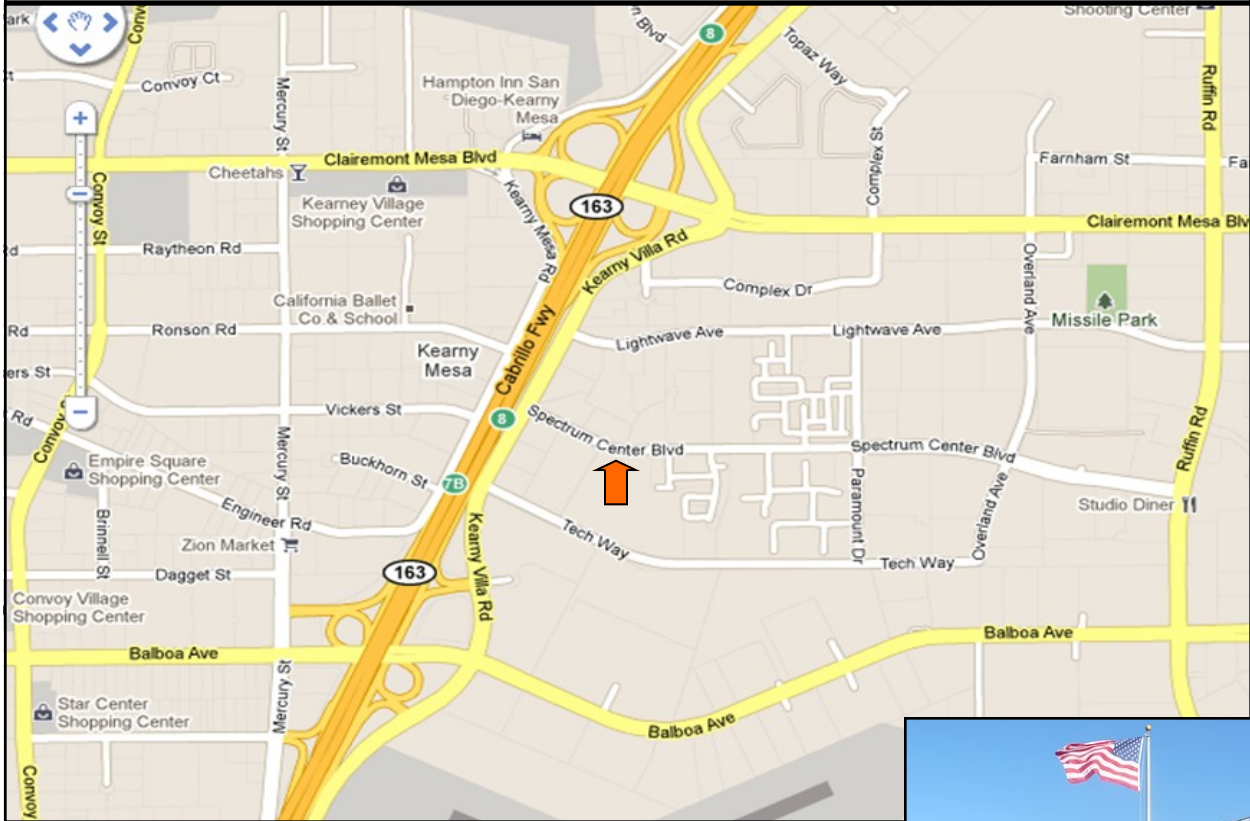 ark
Conv
8
n Blvd
Shooting Center
Topaz Way
Convoy Ct
Ct
Mercury St
Hampton Inn San
Diego-Kearny
Mesa
Ruffin Rd
Complex St
Farnham St
Fa
Clairemont Mesa Blvd
Cheetahs
Kearney Village
Shopping Center
Convoy St
Kearny Mesa Rd
163
Clairemont Mesa Blv
Raytheon Rd
Rd
Kearny Villa Rd
Overland Ave
Complex Dr
California Ballet
Co & School
Missile Park
Rd
Ronson Rd
Lightwave Ave
Lightwave Ave
Kearny
Mesa
Cabrillo Fwy
ers St
Vickers St
8
Spectrum Center Blvd
Spectrum Center Blvd
Rd
Convoy
Mercury St
Ruffin Rd
Empire Square
Shopping Center
Buckhorn St
7B
Paramount Dr
Overland Ave
Studio Diner
Brinnell St
Engineer Rd
Kearny Villa Rd
Tech Way
Tech Way
Zion Market
Dagget St
163
Convoy Village
Shopping Center
Balboa Ave
Balboa Ave
Mercury St
Star Center
Shopping Center
Balboa Ave
Convoy